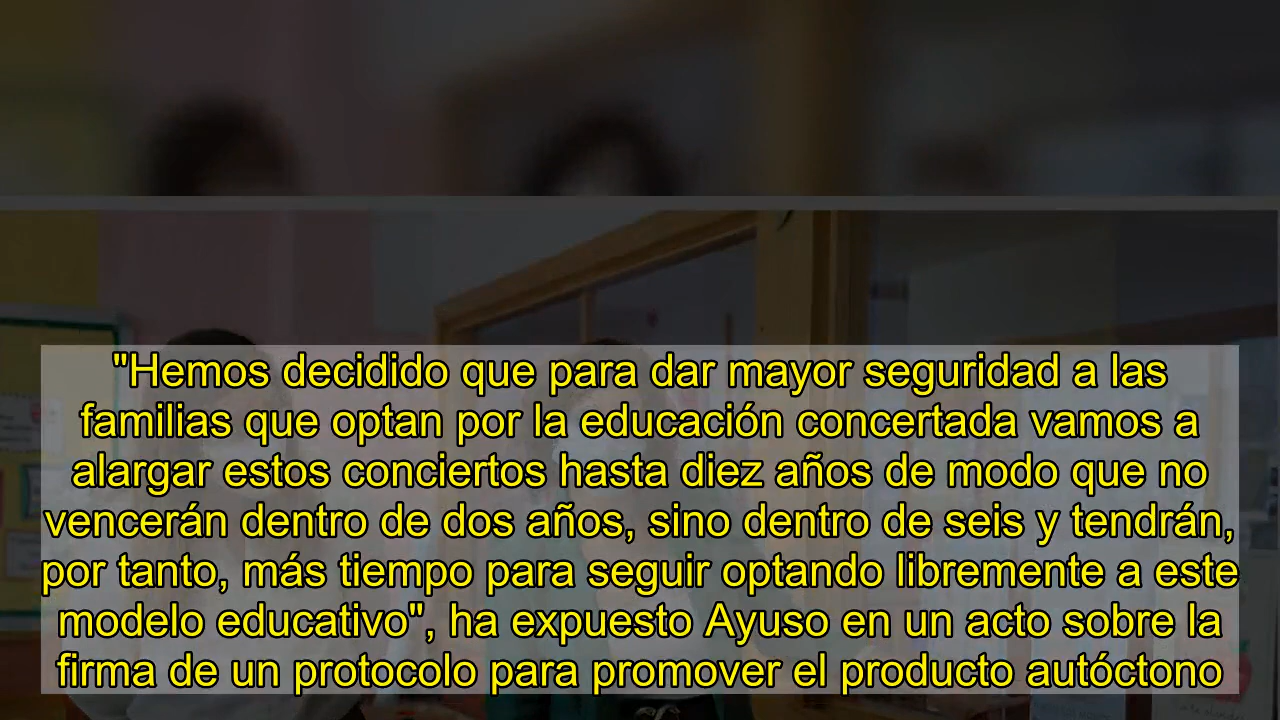 "Hemos decidido que para dar mayor seguridad a las
familias que optan por la educación concertada vamos a
alargar estos conciertos hasta diez años de modo que no
vencerán dentro de dos años, sino dentro de seis y tendrán,
por tanto, más tiempo para seguir optando libremente a este
modelo educativo", ha expuesto Ayuso en un acto sobre la
firma de un protocolo para promover el producto autóctono